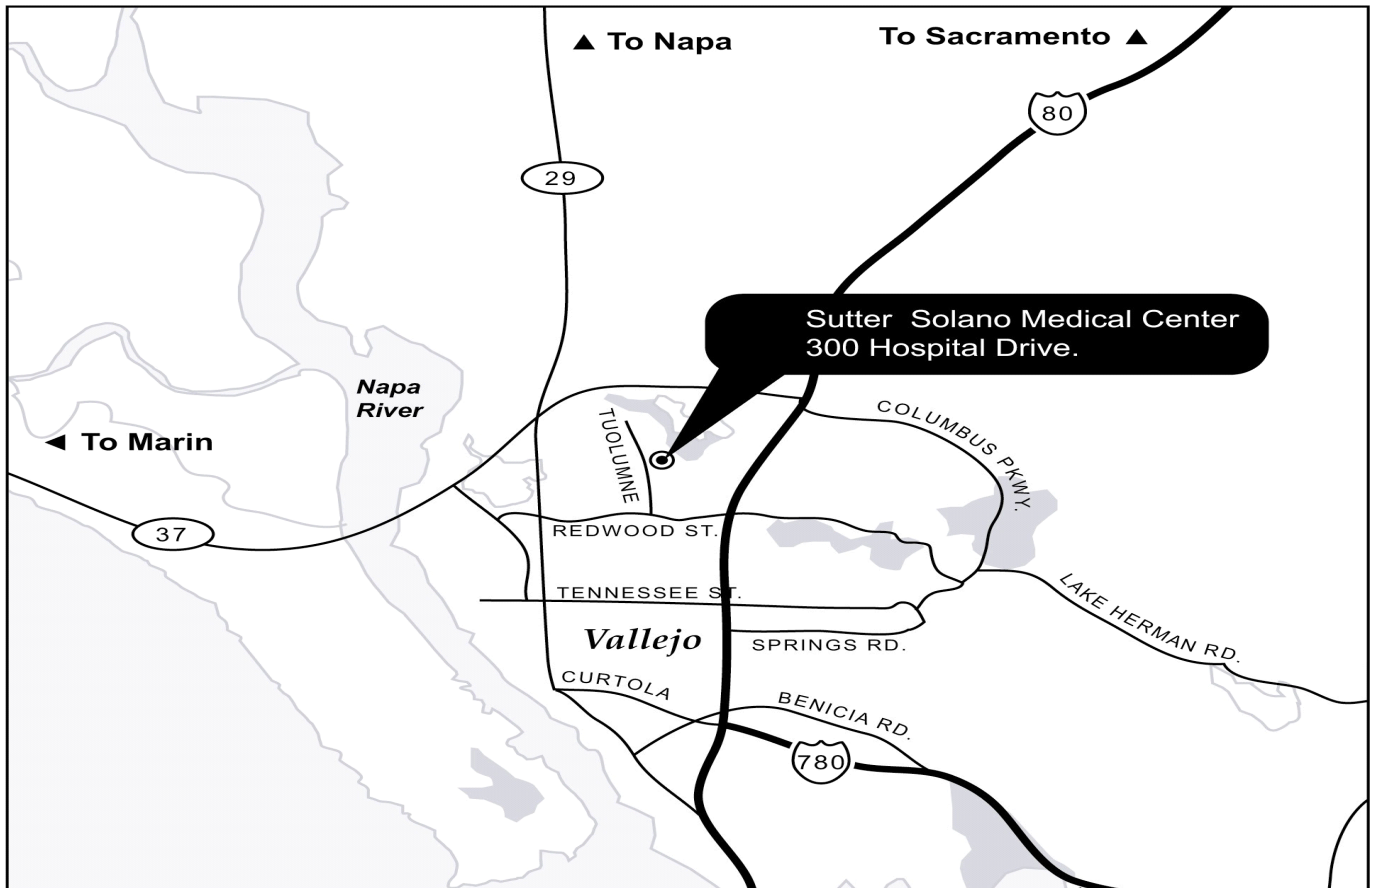 ▲ To Napa
To Sacramento ▲
80
29
Sutter Solano Medical Center
300 Hospital Drive.
Napa
River
◀ To Marin
COLUMBUS PKWY.
TUOLUMNE
37
REDWOOD ST.
TENNESSEE ST.
LAKE HERMAN RD.
Vallejo
SPRINGS RD.
CURTOLA
BENICIA RD.
780